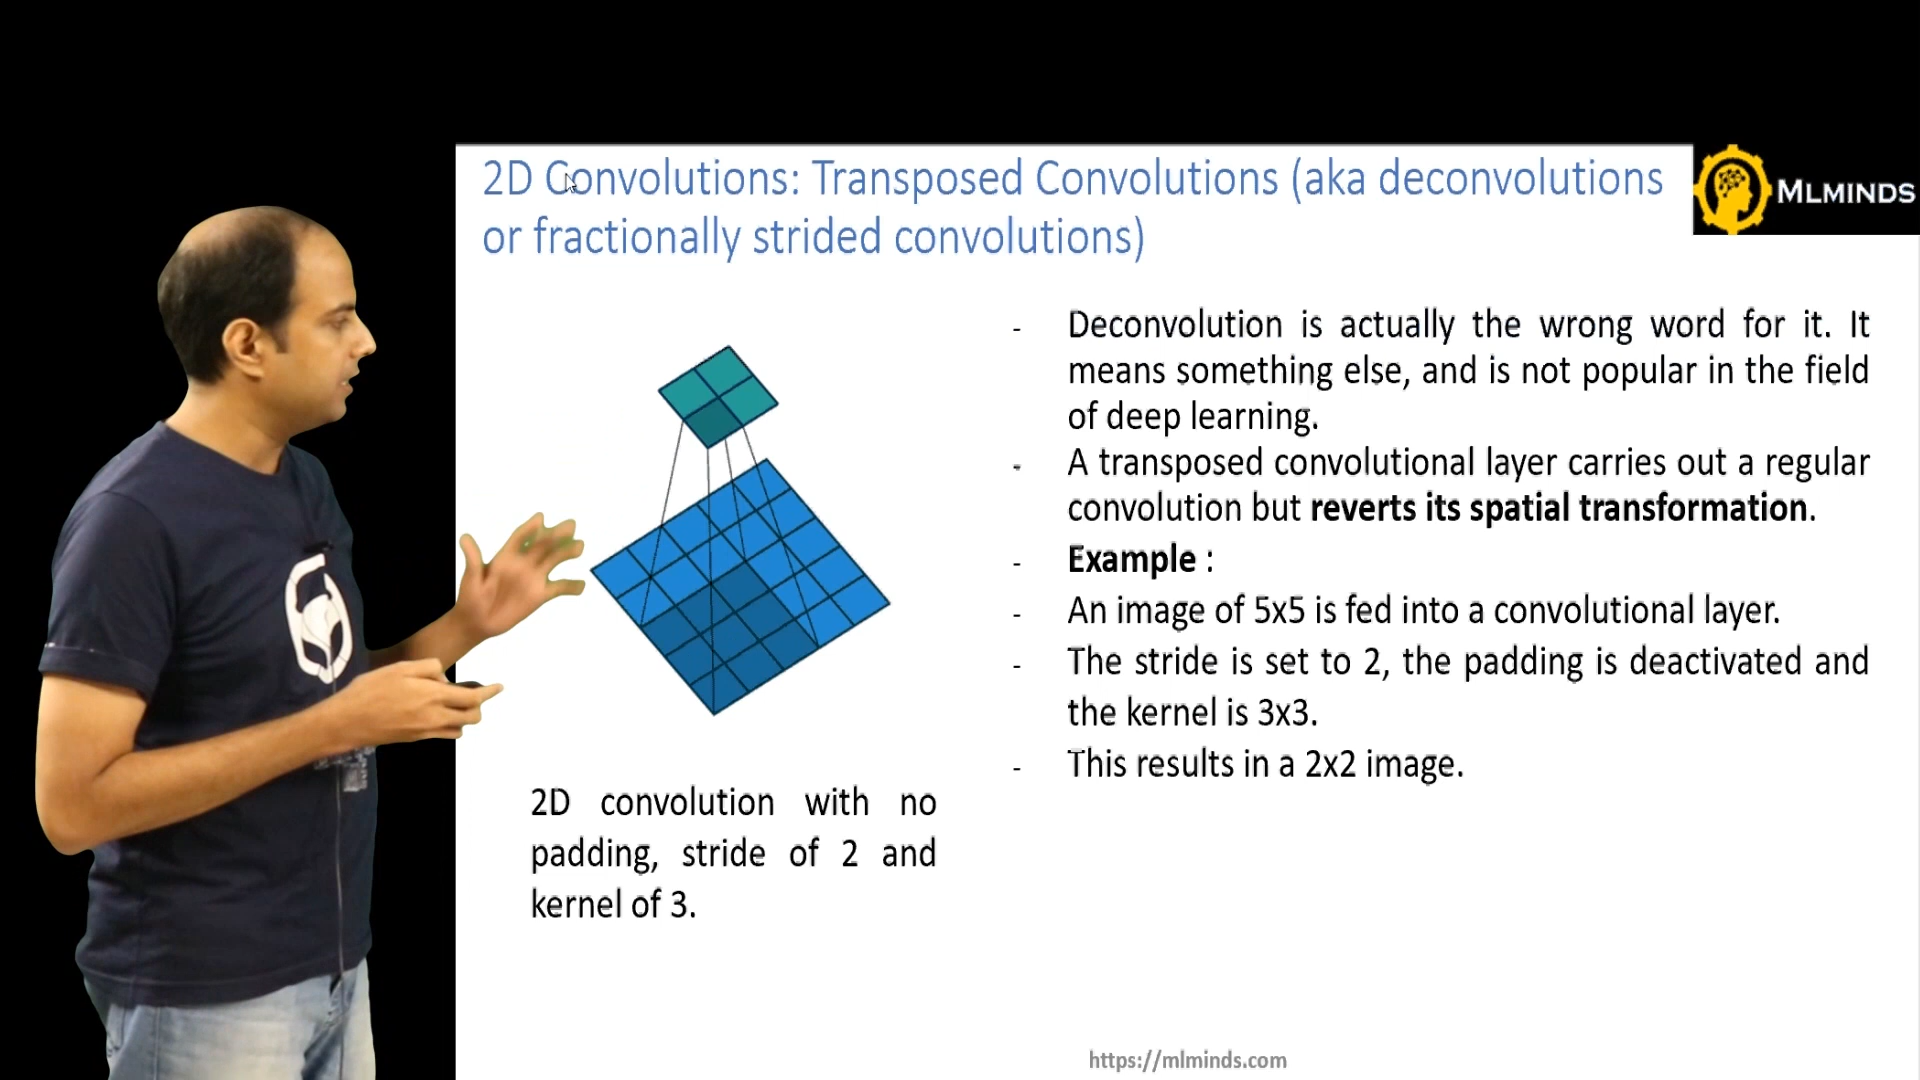 2D Convolutions: Transposed Convolutions (aka deconvolutions
or fractionally strided convolutions)
MLMINDS
- Deconvolution is actually the wrong word for it. It
means something else, and is not popular in the field
of deep learning.
- A transposed convolutional layer carries out a regular
convolution but reverts its spatial transformation.
- Example :
- An image of 5x5 is fed into a convolutional layer.
- The stride is set to 2, the padding is deactivated and
the kernel is 3x3.
- This results in a 2x2 image.
2D convolution with no
padding, stride of 2 and
kernel of 3.
https://mlminds.com